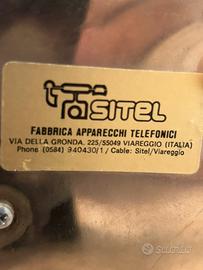 SITEL
FABBRICA APPARECCHI TELEFONICI
VIA DELLA GRONDA, 225/55049 VIAREGGIO (ITALIA)
Phone (0584) 940430/1 / Cable: Sitel/Viareggio
Subito.it